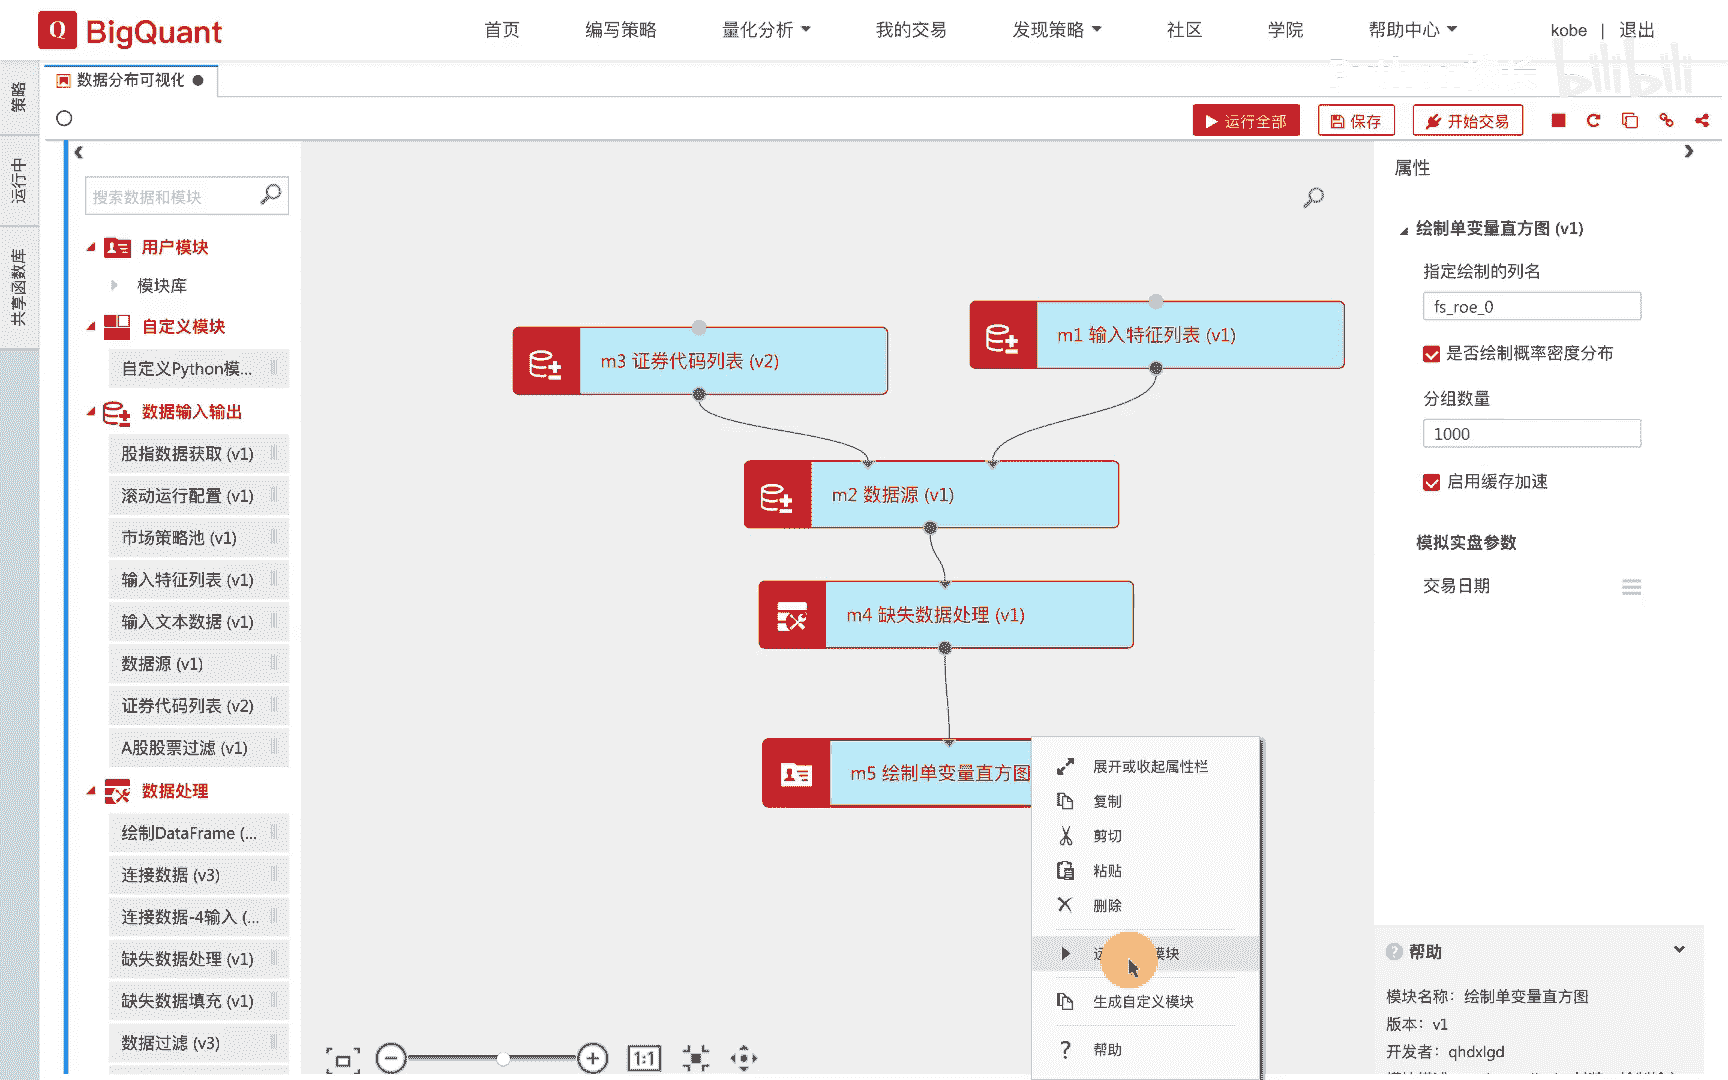 Q BigQuant
首页
编写策略
量化分析
我的交易
发现策略
社区
学院
帮助中心
kobe | 退出
bilibili
数据分布可视化
运行全部
保存
开始交易
策略
运行中
共享函数库
搜索数据和模块
用户模块
模块库
自定义模块
自定义Python模...
数据输入输出
股指数据获取 (v1)
滚动运行配置 (v1)
市场策略池 (v1)
输入特征列表 (v1)
输入文本数据 (v1)
数据源 (v1)
证券代码列表 (v2)
A股股票过滤 (v1)
数据处理
绘制DataFrame (...
连接数据 (v3)
连接数据-4输入 (...
缺失数据处理 (v1)
缺失数据填充 (v1)
数据过滤 (v3)
m3 证券代码列表 (v2)
m1 输入特征列表 (v1)
m2 数据源 (v1)
m4 缺失数据处理 (v1)
m5 绘制单变量直方图
展开或收起属性栏
复制
剪切
粘贴
删除
模块
生成自定义模块
? 帮助
1:1
属性
绘制单变量直方图 (v1)
指定绘制的列名
fs_roe_0
是否绘制概率密度分布
分组数量
1000
启用缓存加速
模拟实盘参数
交易日期
? 帮助
模块名称：绘制单变量直方图
版本：v1
开发者：qhdxlgd